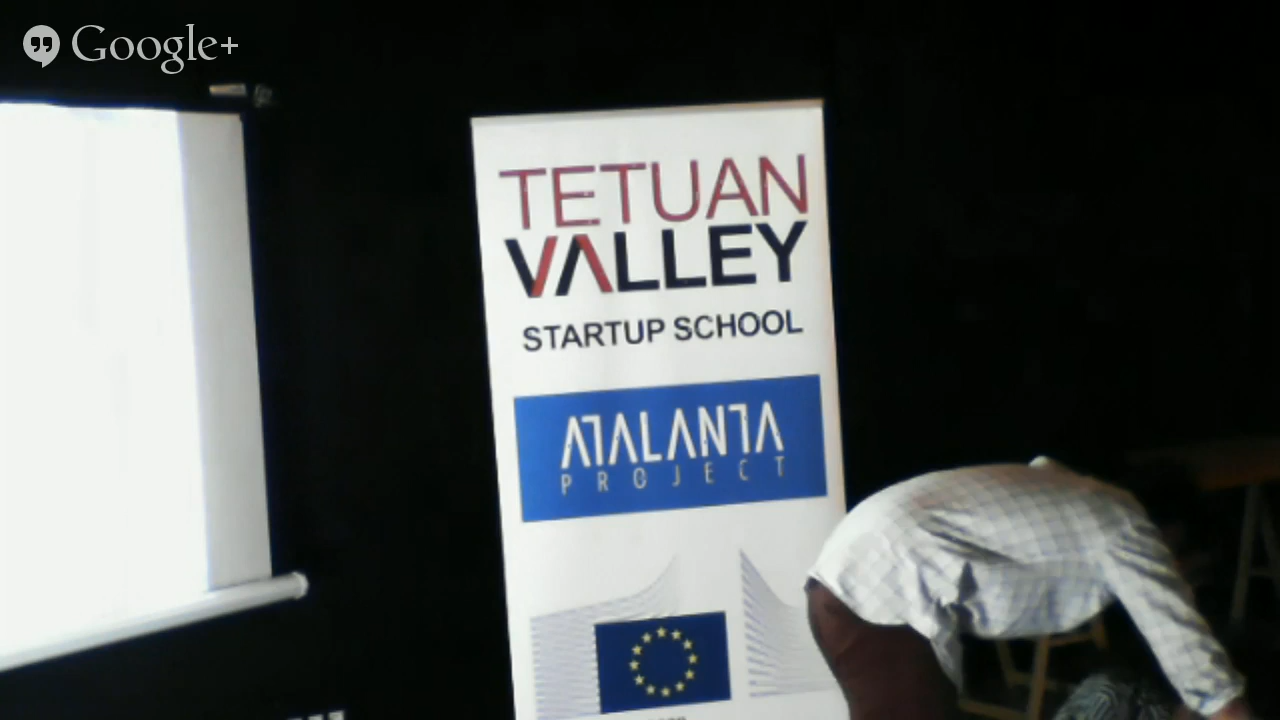 Google+
TETUAN
VALLEY
STARTUP SCHOOL
ATALANTA
PROJECT